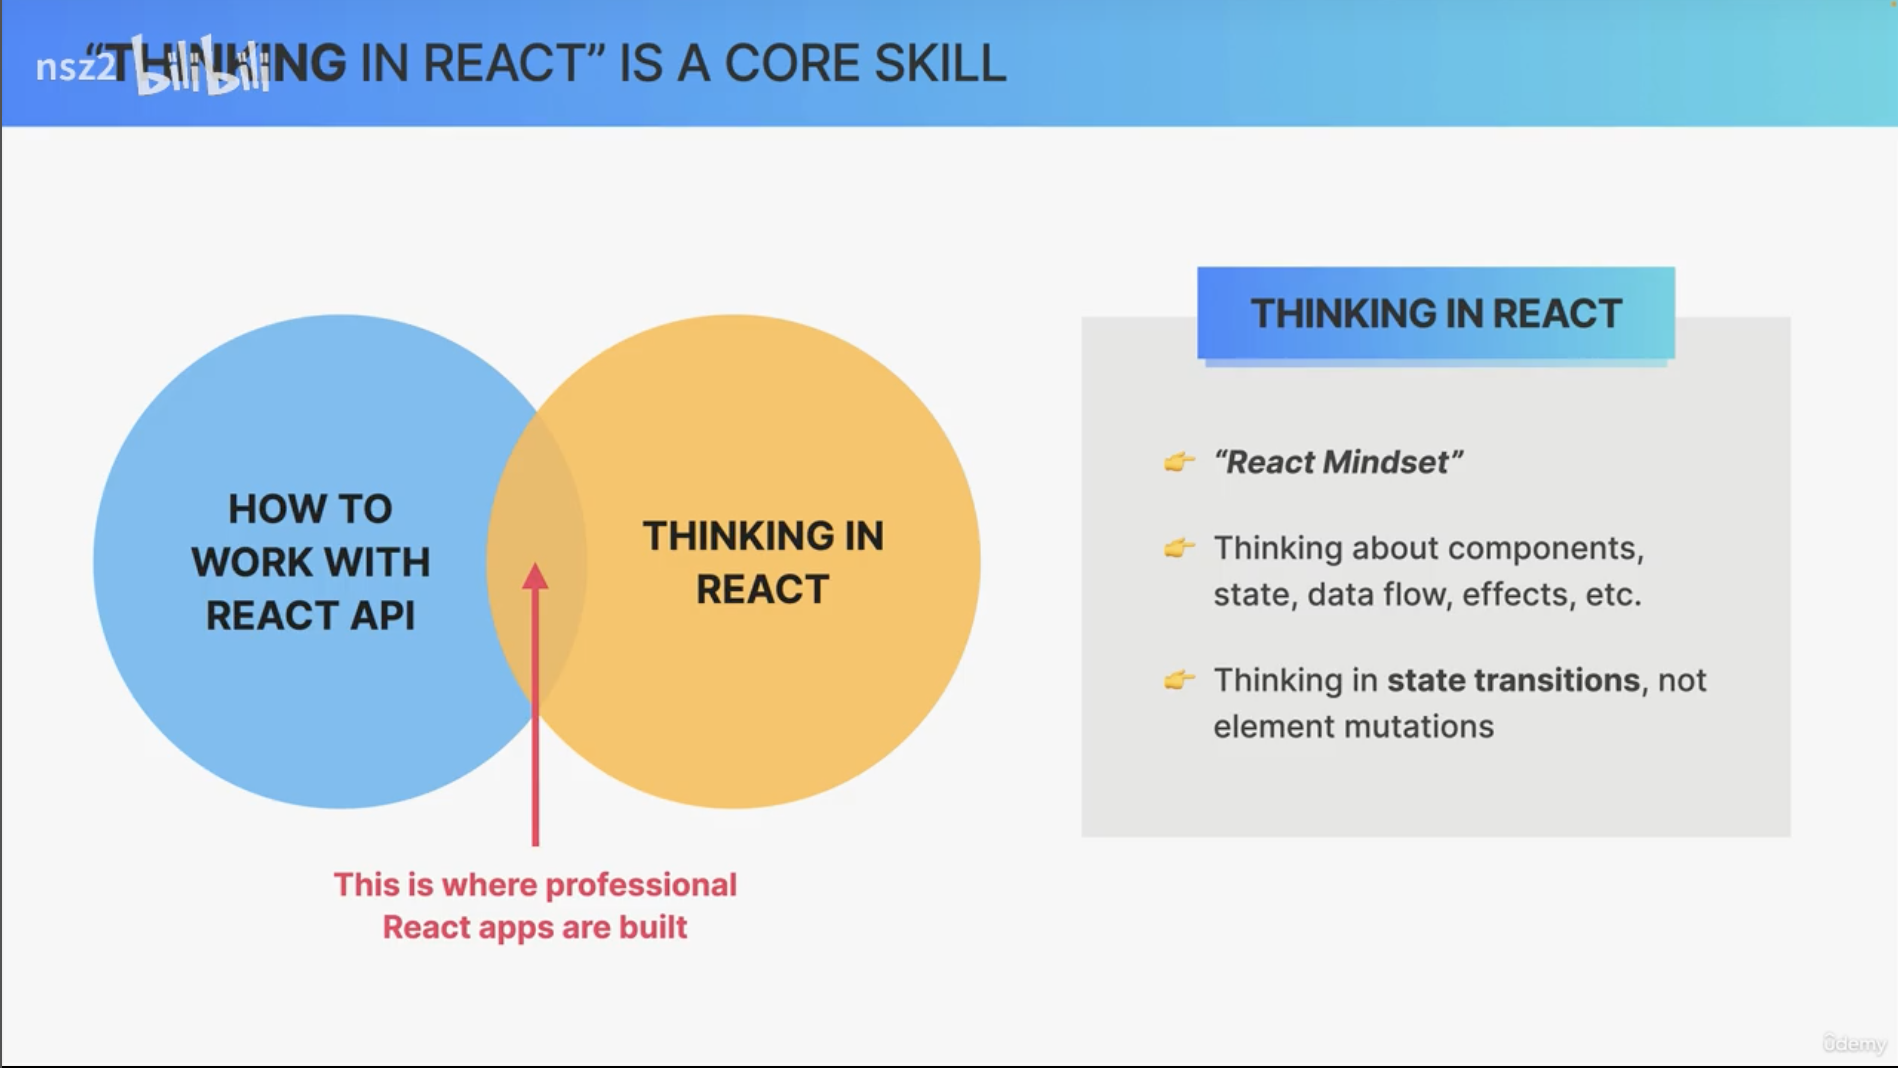 nsz2 bilibili
“THINKING IN REACT” IS A CORE SKILL
HOW TO
WORK WITH
REACT API
THINKING IN
REACT
This is where professional
React apps are built
THINKING IN REACT
“React Mindset”
Thinking about components,
state, data flow, effects, etc.
Thinking in state transitions, not
element mutations
ûdemy